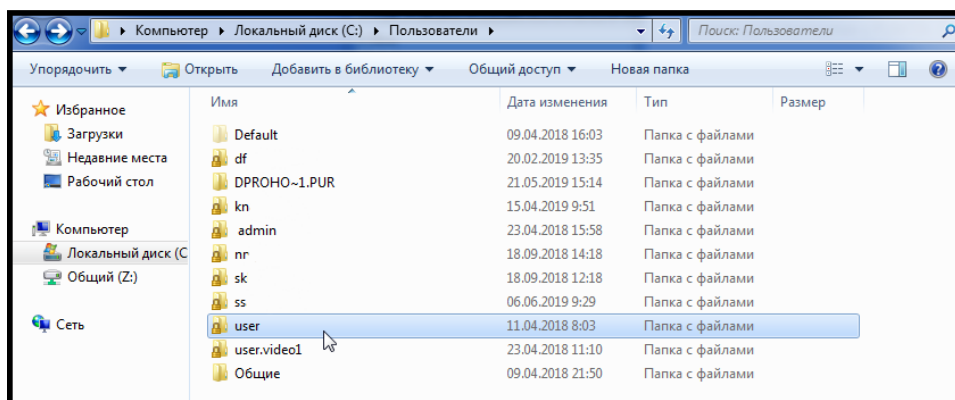 Компьютер Локальный диск (C:) Пользователи Поиск: Пользователи
Упорядочить Открыть Добавить в библиотеку Общий доступ Новая папка
Избранное
Загрузки
Недавние места
Рабочий стол
Компьютер
Локальный диск (C
Общий (Z:)
Сеть
Имя Дата изменения Тип Размер
Default 09.04.2018 16:03 Папка с файлами
df 20.02.2019 13:35 Папка с файлами
DPROHO~1.PUR 21.05.2019 15:14 Папка с файлами
kn 15.04.2019 9:51 Папка с файлами
admin 23.04.2018 15:58 Папка с файлами
nr 18.09.2018 14:18 Папка с файлами
sk 18.09.2018 12:18 Папка с файлами
ss 06.06.2019 9:29 Папка с файлами
user 11.04.2018 8:03 Папка с файлами
user.video1 23.04.2018 11:10 Папка с файлами
Общие 09.04.2018 21:50 Папка с файлами